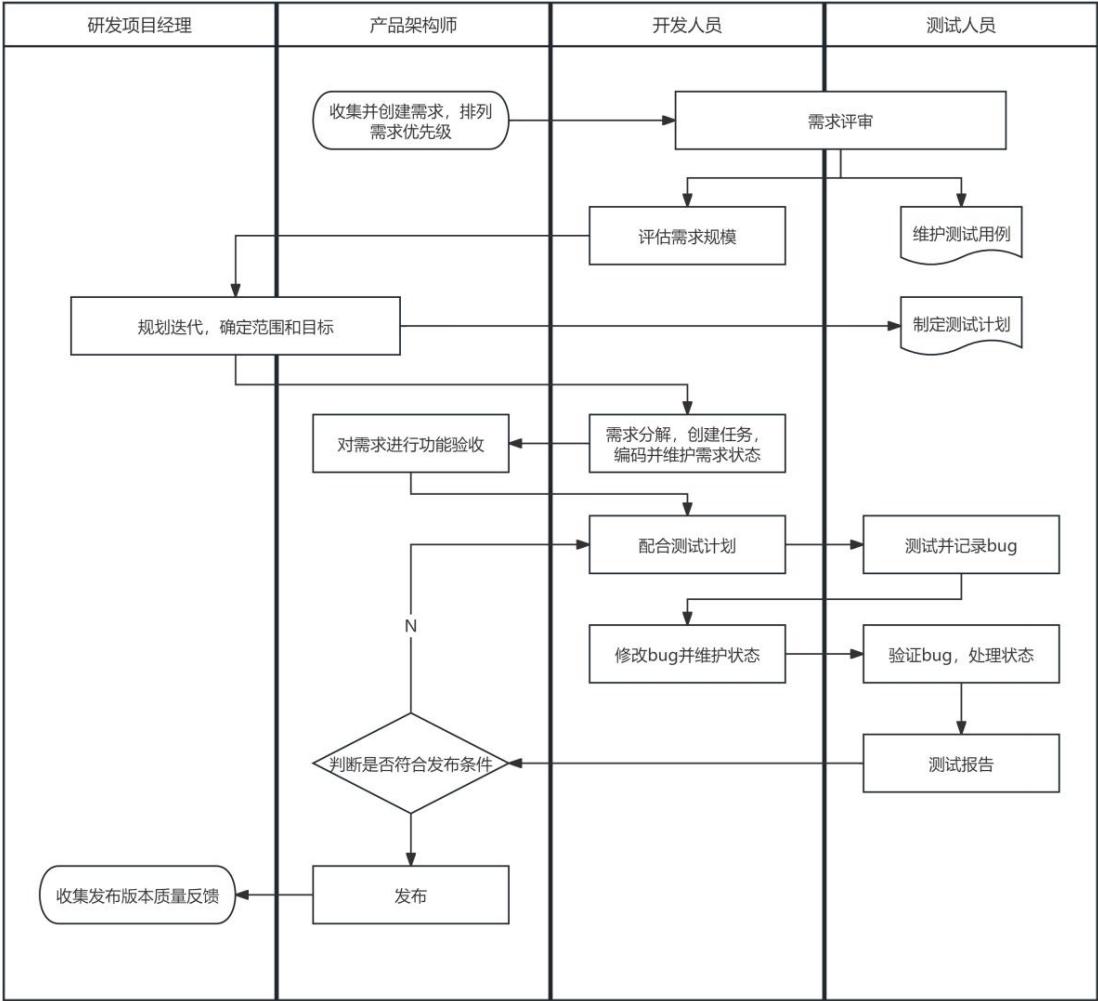 研发项目经理
产品架构师
开发人员
测试人员
收集并创建需求，排列
需求优先级
需求评审
评估需求规模
维护测试用例
规划迭代，确定范围和目标
制定测试计划
对需求进行功能验收
需求分解，创建任务，
编码并维护需求状态
配合测试计划
测试并记录bug
N
修改bug并维护状态
验证bug，处理状态
判断是否符合发布条件
测试报告
收集发布版本质量反馈
发布